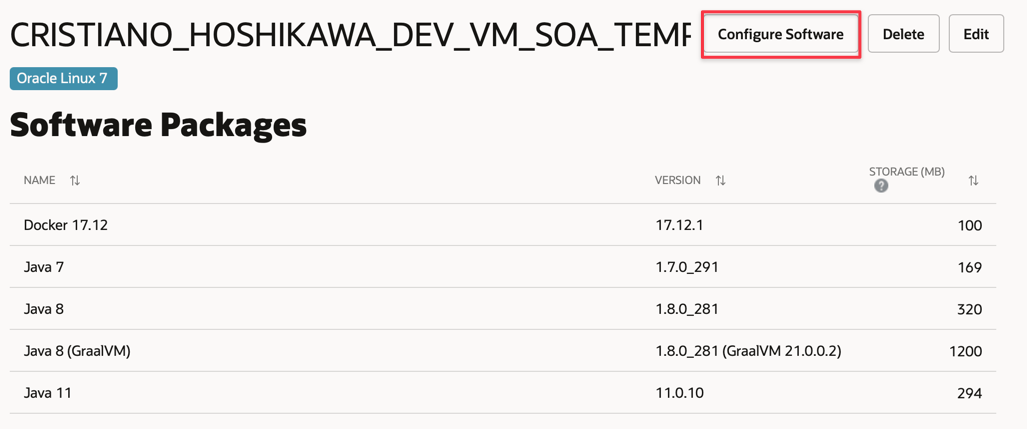 CRISTIANO_HOSHIKAWA_DEV_VM_SOA_TEMP Configure Software Delete Edit
Oracle Linux 7
Software Packages
NAME VERSION STORAGE (MB)
?
Docker 17.12 17.12.1 100
Java 7 1.7.0_291 169
Java 8 1.8.0_281 320
Java 8 (GraalVM) 1.8.0_281 (GraalVM 21.0.0.2) 1200
Java 11 11.0.10 294